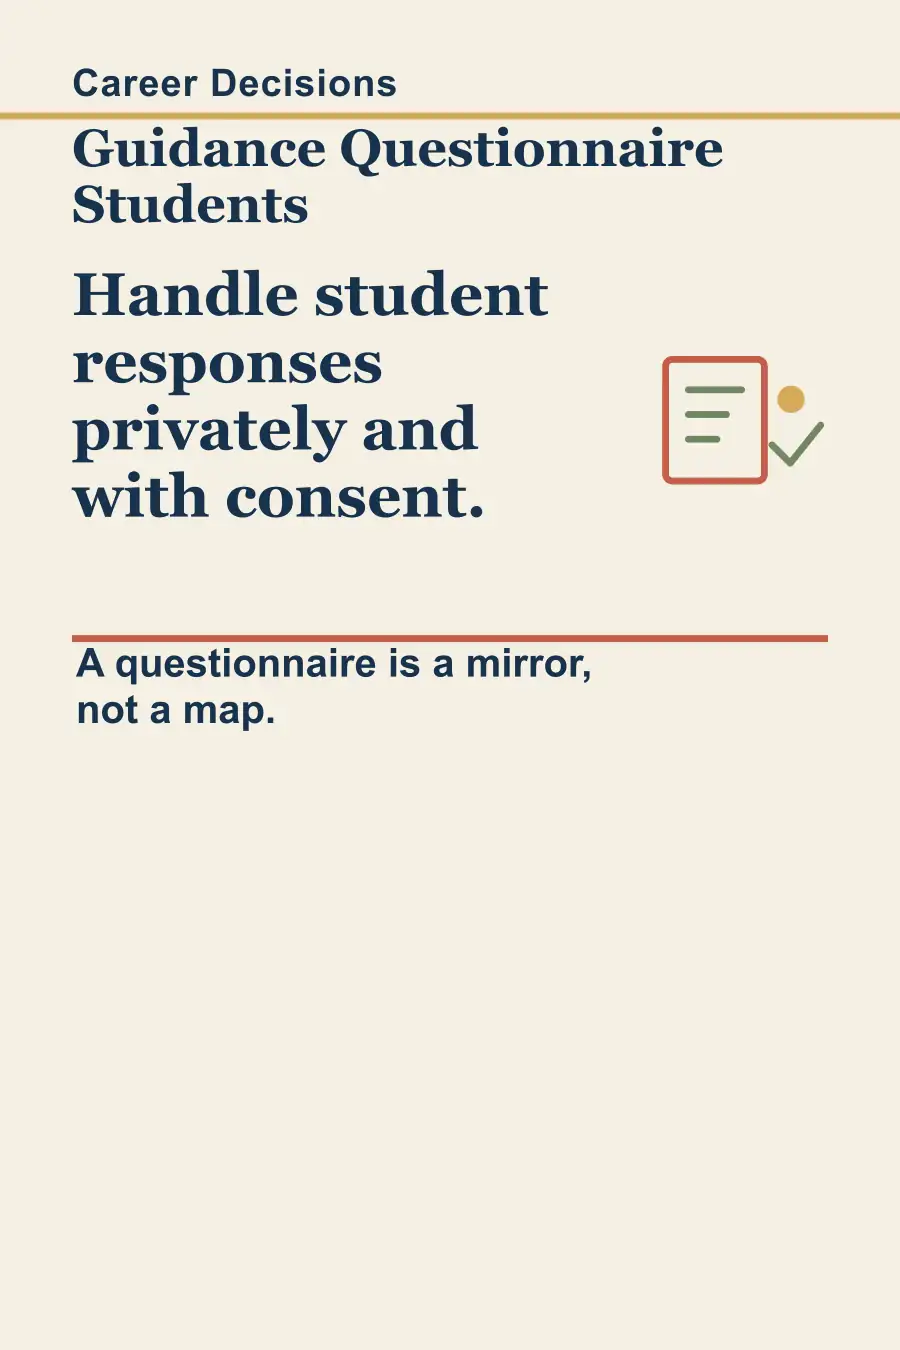 Career Decisions
Guidance Questionnaire
Students
Handle student
responses
privately and
with consent.
A questionnaire is a mirror,
not a map.